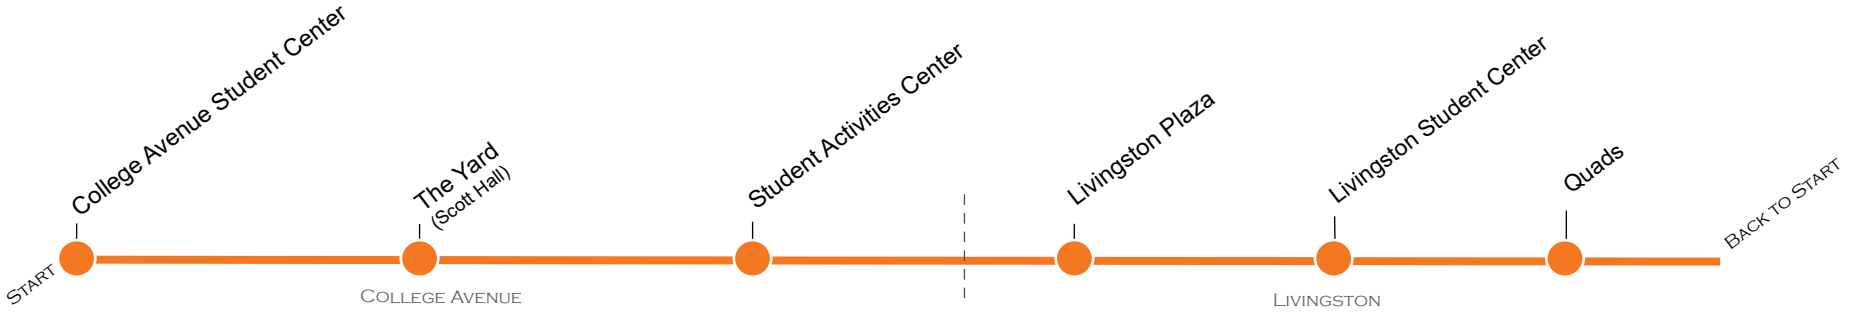 START
College Avenue Student Center
The Yard
(Scott Hall)
Student Activities Center
Livingston Plaza
Livingston Student Center
Quads
BACK TO START
COLLEGE AVENUE
LIVINGSTON